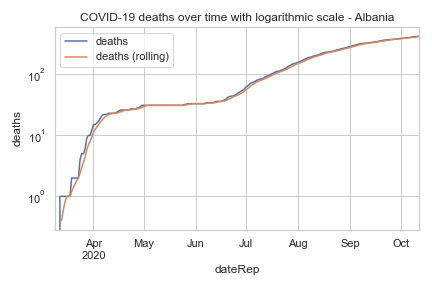 COVID-19 deaths over time with logarithmic scale - Albania
deaths
deaths (rolling)
deaths
10²
10¹
10⁰
Apr May Jun Jul Aug Sep Oct
2020
dateRep